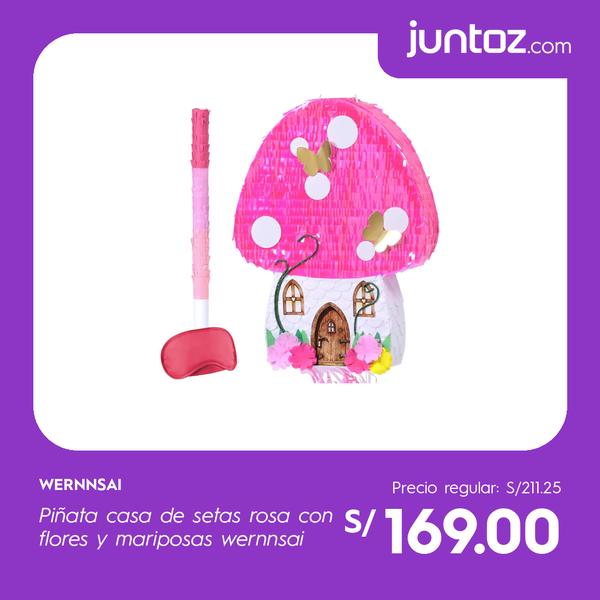 juntoz.com
WERNNSAI
Piñata casa de setas rosa con
flores y mariposas wernnsai
Precio regular: S/211.25
S/ 169.00